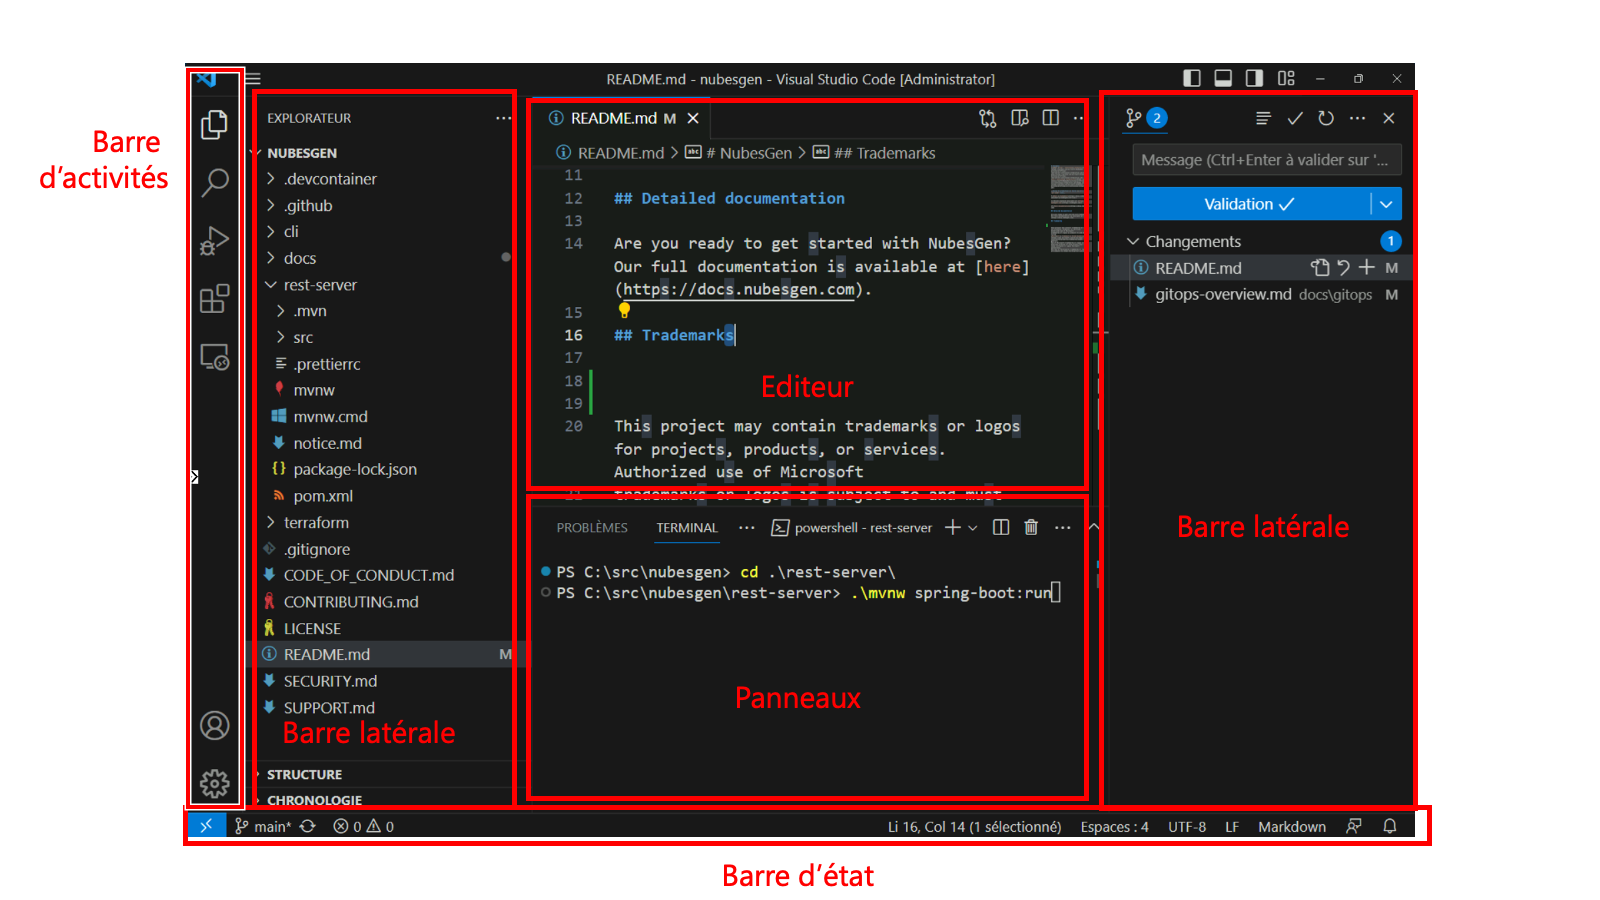 README.md - nubesgen - Visual Studio Code [Administrator]
Barre
d'activités
EXPLORATEUR
NUBESGEN
.devcontainer
.github
cli
docs
rest-server
.mvn
src
.prettierrc
mvnw
mvnw.cmd
notice.md
package-lock.json
pom.xml
terraform
.gitignore
CODE_OF_CONDUCT.md
CONTRIBUTING.md
LICENSE
README.md M
SECURITY.md
SUPPORT.md
Barre latérale
STRUCTURE
CHRONOLOGIE
README.md M
README.md > # NubesGen > ## Trademarks
11
12 ## Detailed documentation
13
14 Are you ready to get started with NubesGen?
Our full documentation is available at [here]
(https://docs.nubesgen.com).
15
16 ## Trademarks
17
18
Editeur
19
20 This project may contain trademarks or logos
for projects, products, or services.
Authorized use of Microsoft
trademarks or logos is subject to and must
PROBLÈMES TERMINAL ··· powershell - rest-server
PS C:\src\nubesgen> cd .\rest-server\
PS C:\src\nubesgen\rest-server> .\mvnw spring-boot:run
Panneaux
2
Message (Ctrl+Enter à valider sur '...
Validation
Changements 1
README.md M
gitops-overview.md docs\gitops M
Barre latérale
main* 0 0
Li 16, Col 14 (1 sélectionné) Espaces : 4 UTF-8 LF Markdown
Barre d'état